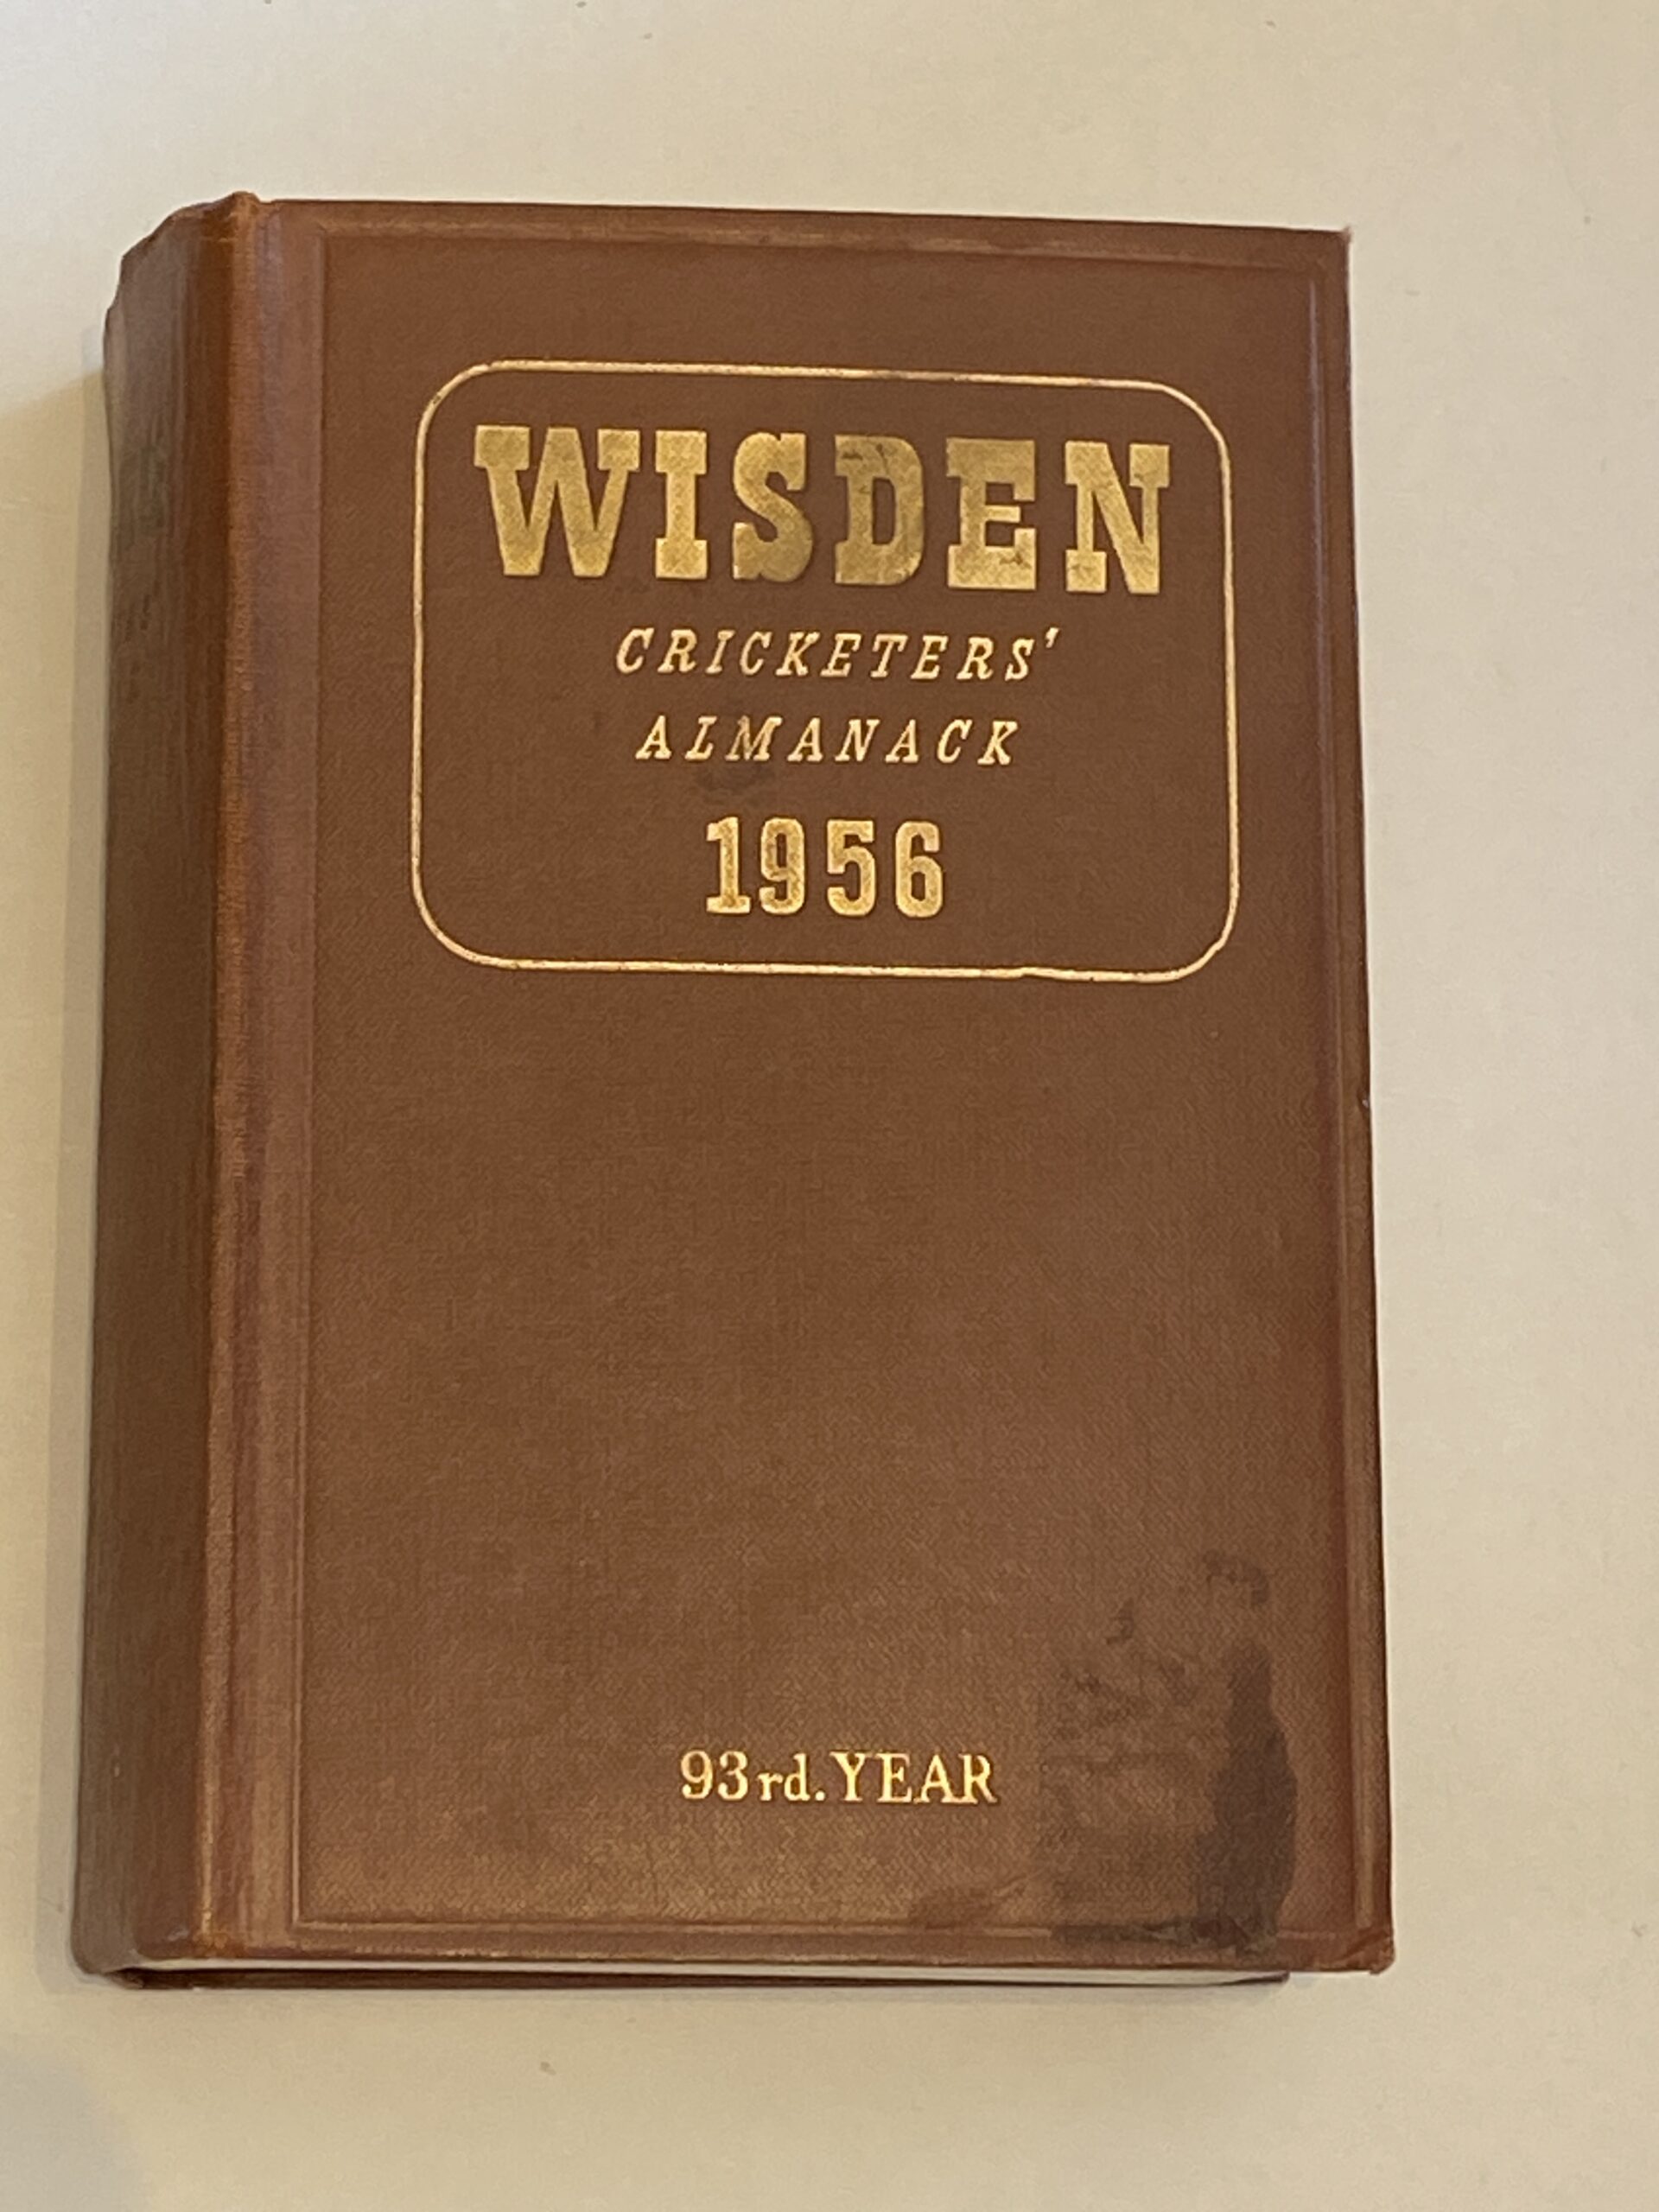 WISDEN
CRICKETERS'
ALMANACK
1956
93rd. YEAR